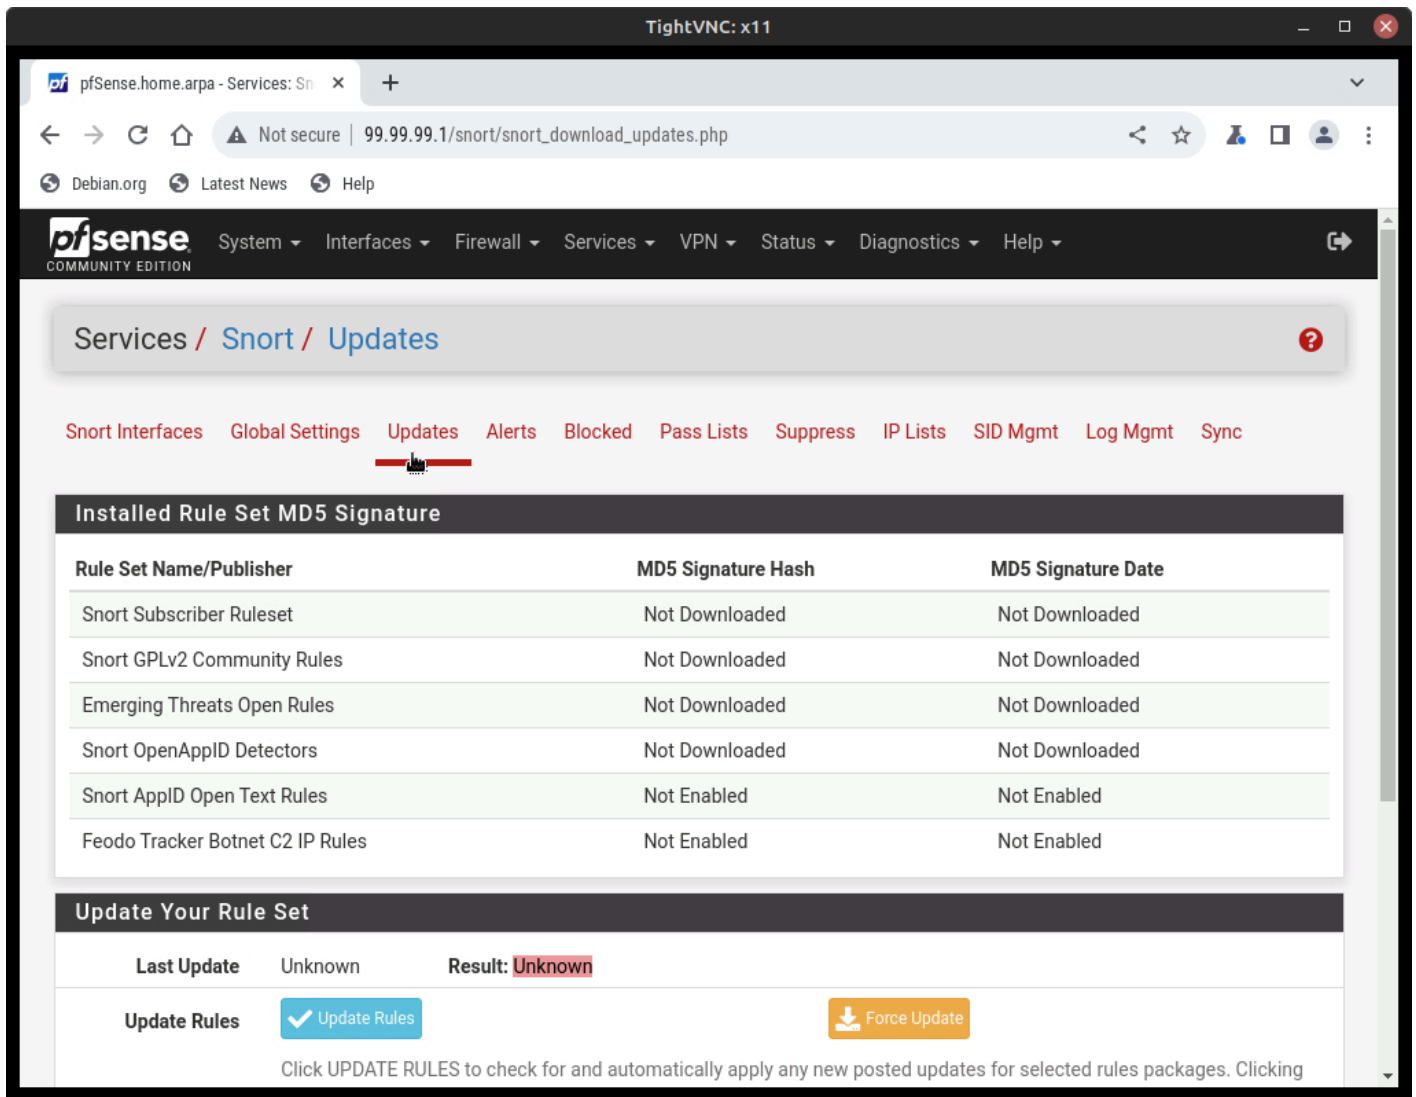 TightVNC: x11
pfSense.home.arpa - Services: Sn
Not secure | 99.99.99.1/snort/snort_download_updates.php
Debian.org Latest News Help
pfsense System Interfaces Firewall Services VPN Status Diagnostics Help
COMMUNITY EDITION
Services / Snort / Updates
Snort Interfaces Global Settings Updates Alerts Blocked Pass Lists Suppress IP Lists SID Mgmt Log Mgmt Sync
Installed Rule Set MD5 Signature
Rule Set Name/Publisher MD5 Signature Hash MD5 Signature Date
Snort Subscriber Ruleset Not Downloaded Not Downloaded
Snort GPLv2 Community Rules Not Downloaded Not Downloaded
Emerging Threats Open Rules Not Downloaded Not Downloaded
Snort OpenAppID Detectors Not Downloaded Not Downloaded
Snort AppID Open Text Rules Not Enabled Not Enabled
Feodo Tracker Botnet C2 IP Rules Not Enabled Not Enabled
Update Your Rule Set
Last Update Unknown Result: Unknown
Update Rules Update Rules Force Update
Click UPDATE RULES to check for and automatically apply any new posted updates for selected rules packages. Clicking